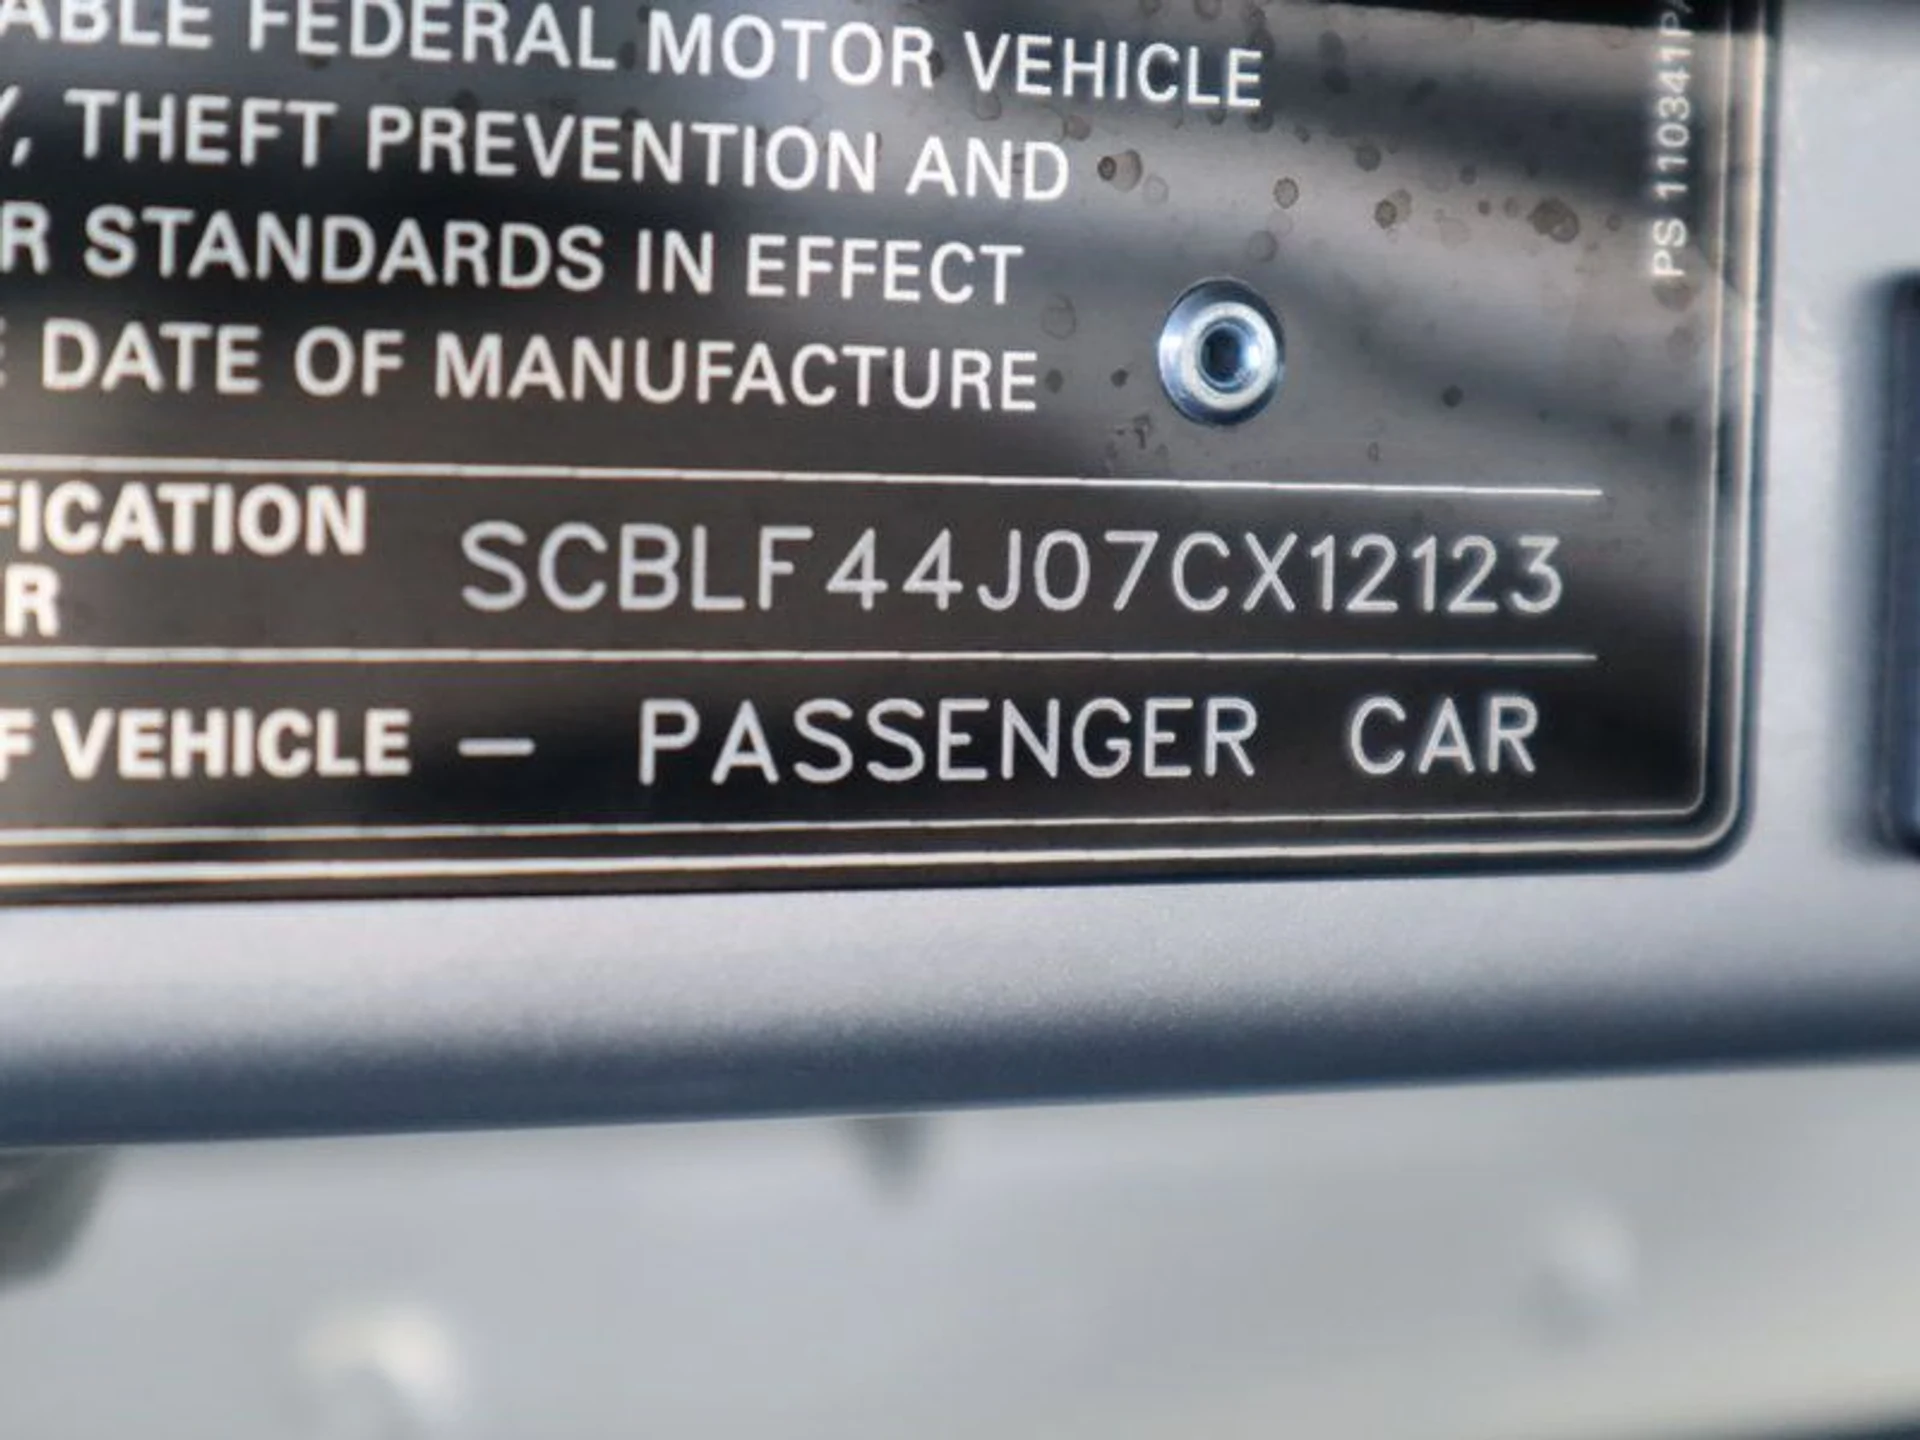 ABLE FEDERAL MOTOR VEHICLE
Y, THEFT PREVENTION AND
R STANDARDS IN EFFECT
E DATE OF MANUFACTURE
FICATION
R
SCBLF44J07CX12123
F VEHICLE – PASSENGER CAR
PS 110341P/